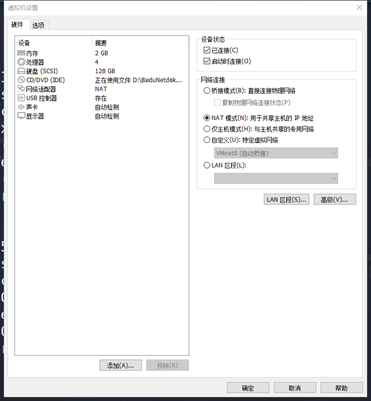 虚拟机设置
硬件 选项
设备 摘要
内存 2 GB
处理器 4
硬盘 (SCSI) 128 GB
CD/DVD (IDE) 正在使用文件 D:\BaiduNetdisk...
网络适配器 NAT
USB 控制器 存在
声卡 自动检测
显示器 自动检测
添加(A)... 移除(R)
设备状态
已连接(C)
启动时连接(O)
网络连接
桥接模式(B): 直接连接物理网络
复制物理网络连接状态(P)
NAT 模式(N): 用于共享主机的 IP 地址
仅主机模式(H): 与主机共享的专用网络
自定义(U): 特定虚拟网络
VMnet0 (自动桥接)
LAN 区段(L):
LAN 区段(S)... 高级(V)...
确定 取消 帮助